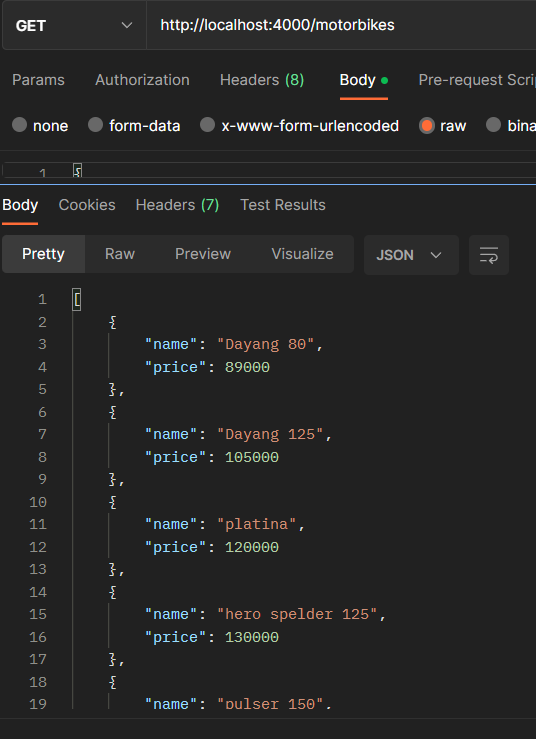 GET http://localhost:4000/motorbikes
Params Authorization Headers (8) Body Pre-request Scri
none form-data x-www-form-urlencoded raw bina
1 {
Body Cookies Headers (7) Test Results
Pretty Raw Preview Visualize JSON
1 [
2 {
3 "name": "Dayang 80",
4 "price": 89000
5 },
6 {
7 "name": "Dayang 125",
8 "price": 105000
9 },
10 {
11 "name": "platina",
12 "price": 120000
13 },
14 {
15 "name": "hero spelder 125",
16 "price": 130000
17 },
18 {
19 "name": "pulser 150",